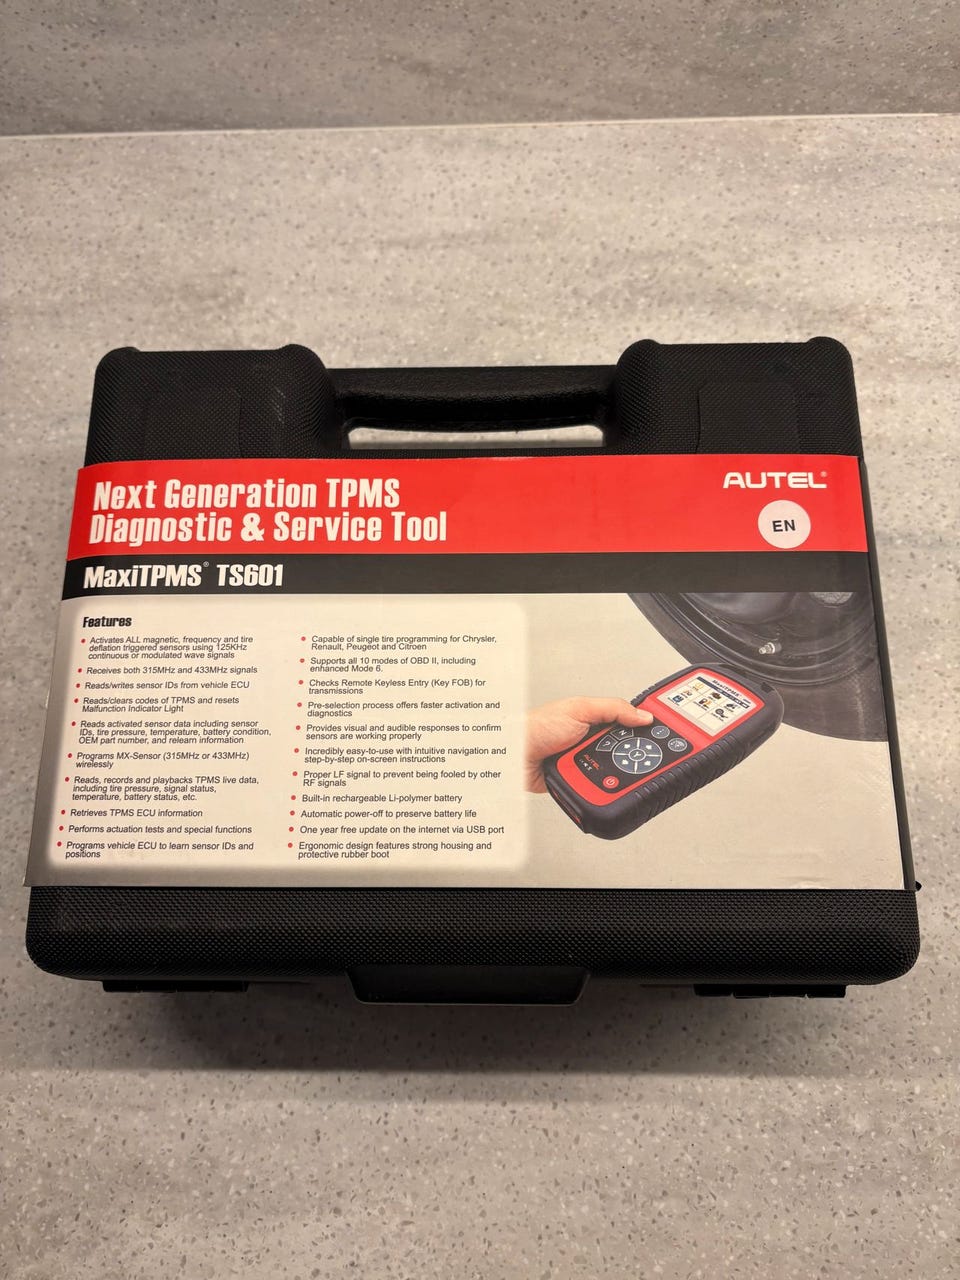 Next Generation TPMS
Diagnostic & Service Tool
AUTEL®
EN
MaxiTPMS® TS601
Features
• Activates ALL magnetic, frequency and tire
deflation triggered sensors using 125KHz
continuous or modulated wave signals
• Receives both 315MHz and 433MHz signals
• Reads/writes sensor IDs from vehicle ECU
• Reads/clears codes of TPMS and resets
Malfunction Indicator Light
• Reads activated sensor data including sensor
IDs, tire pressure, temperature, battery condition,
OEM part number, and relearn information
• Programs MX-Sensor (315MHz or 433MHz)
wirelessly
• Reads, records and playbacks TPMS live data,
including tire pressure, signal status,
temperature, battery status, etc.
• Retrieves TPMS ECU information
• Performs actuation tests and special functions
• Programs vehicle ECU to learn sensor IDs and
positions
• Capable of single tire programming for Chrysler,
Renault, Peugeot and Citroen
• Supports all 10 modes of OBD II, including
enhanced Mode 6.
• Checks Remote Keyless Entry (Key FOB) for
transmissions
• Pre-selection process offers faster activation and
diagnostics
• Provides visual and audible responses to confirm
sensors are working properly
• Incredibly easy-to-use with intuitive navigation and
step-by-step on-screen instructions
• Proper LF signal to prevent being fooled by other
RF signals
• Built-in rechargeable Li-polymer battery
• Automatic power-off to preserve battery life
• One year free update on the internet via USB port
• Ergonomic design features strong housing and
protective rubber boot
MaxiTPMS
N
Y
?
i
AUTEL